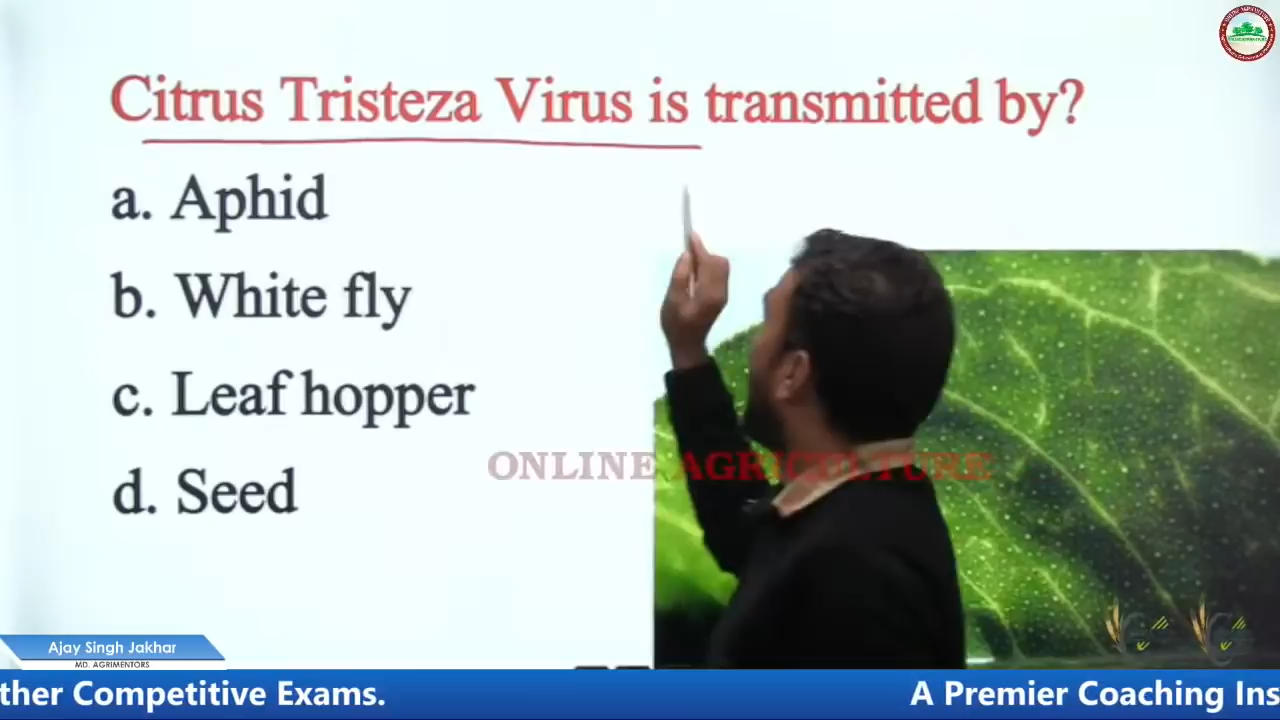 Citrus Tristeza Virus is transmitted by?
a. Aphid
b. White fly
c. Leaf hopper
d. Seed
ONLINE AGRICULTURE
Ajay Singh Jakhar
MD. AGRIMENTORS
ther Competitive Exams.
A Premier Coaching Ins